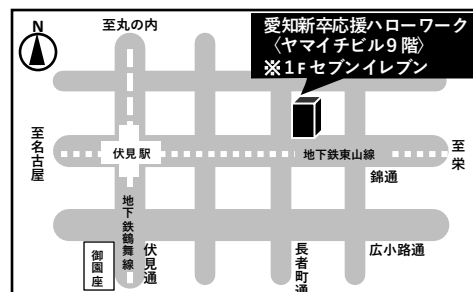 N
至丸の内
愛知新卒応援ハローワーク
〈ヤマイチビル９階〉
※１Fセブンイレブン
至名古屋
伏見駅
地下鉄東山線
至栄
錦通
地下鉄鶴舞線
御園座
伏見通
長者町通
広小路通